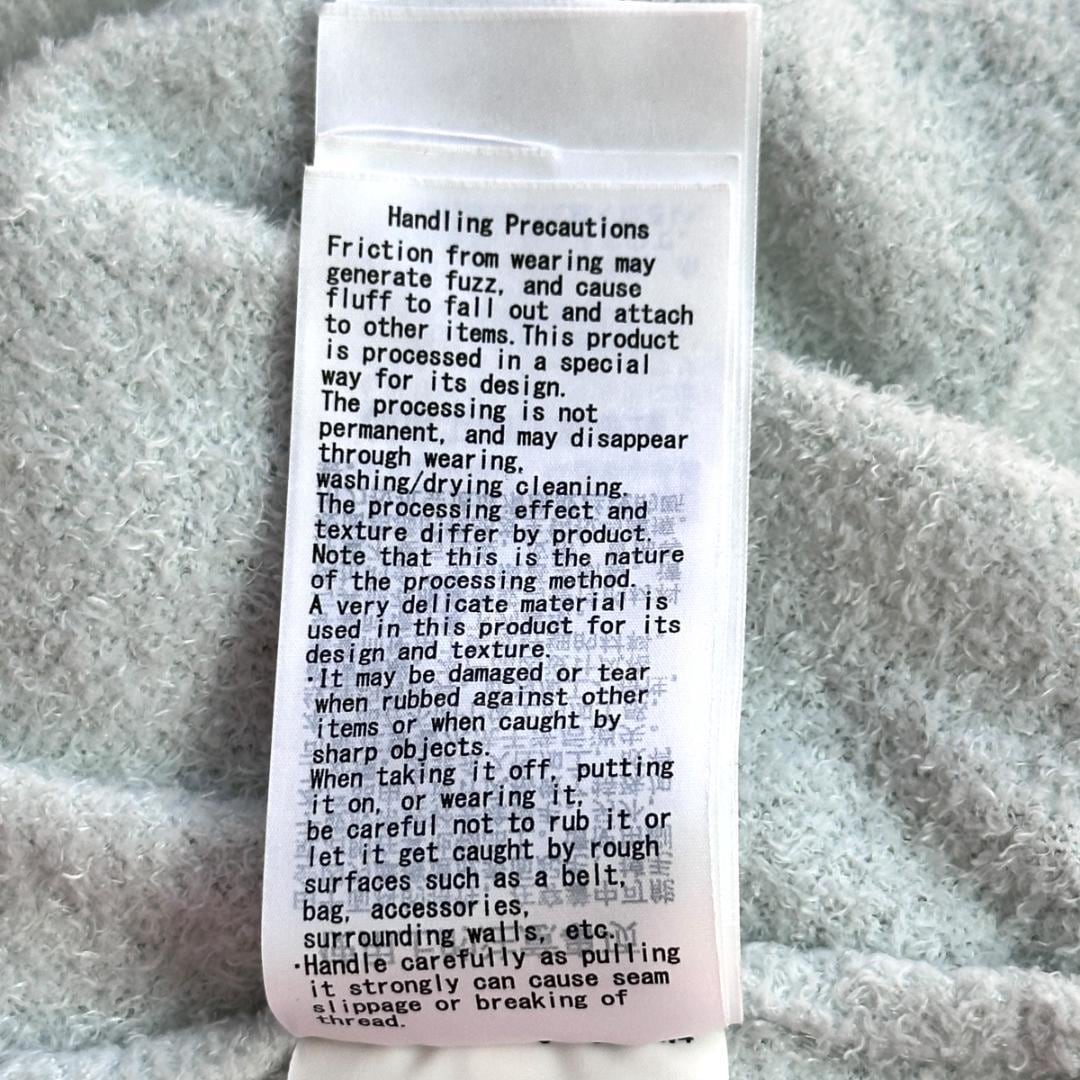 Handling Precautions
Friction from wearing may
generate fuzz, and cause
fluff to fall out and attach
to other items. This product
is processed in a special
way for its design.
The processing is not
permanent, and may disappear
through wearing,
washing/drying cleaning.
The processing effect and
texture differ by product.
Note that this is the nature
of the processing method.
A very delicate material is
used in this product for its
design and texture.
·It may be damaged or tear
when rubbed against other
items or when caught by
sharp objects.
When taking it off, putting
it on, or wearing it,
be careful not to rub it or
let it get caught by rough
surfaces such as a belt,
bag, accessories,
surrounding walls, etc.
·Handle carefully as pulling
it strongly can cause seam
slippage or breaking of
thread.